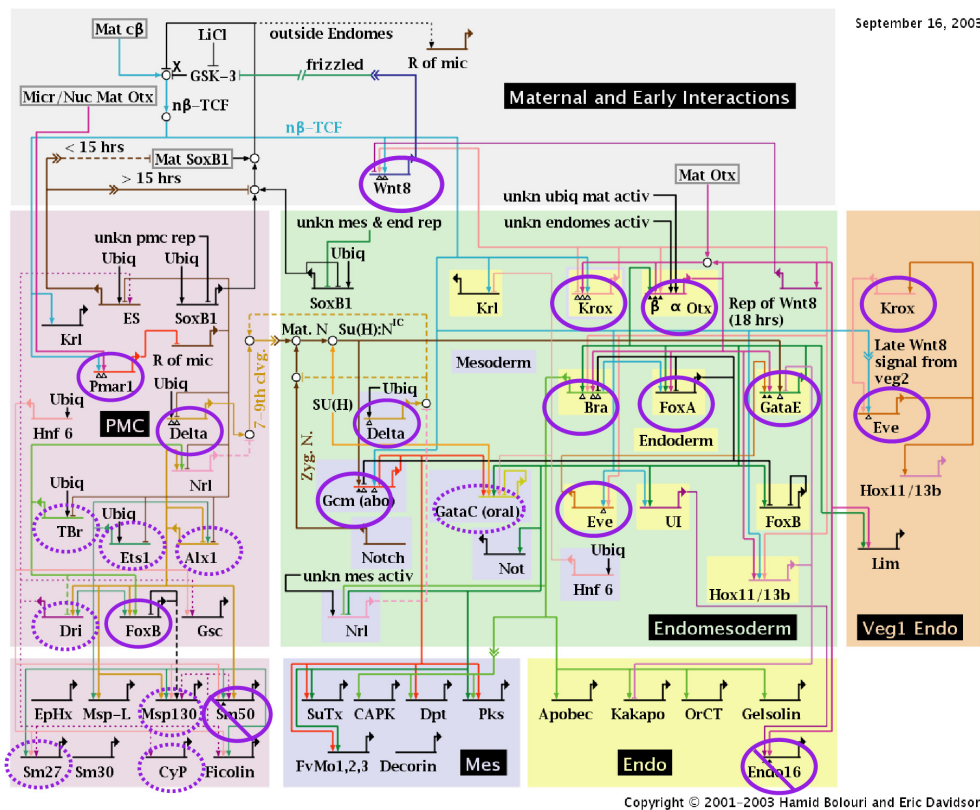 September 16, 2003
Mat cβ
LiCl
outside Endomes
R of mic
X
GSK-3
frizzled
Micr/Nuc Mat Otx
nβ-TCF
Maternal and Early Interactions
nβ-TCF
< 15 hrs
Mat SoxB1
> 15 hrs
Wnt8
Mat Otx
unkn ubiq mat activ
unkn mes & end rep
unkn endomes activ
unkn pmc rep
Ubiq
Ubiq
Ubiq
SoxB1
Krl
Krox
β α Otx
Rep of Wnt8
(18 hrs)
Krox
ES
SoxB1
Krl
R of mic
Mat. N
Su(H):N^IC
Late Wnt8
signal from
veg2
Mesoderm
Pmar1
Ubiq
Ubiq
SU(H)
7-9th clvg.
Bra
FoxA
GataE
Eve
Hnf 6
PMC
Delta
Delta
Endoderm
Nrl
Zyg. N.
Hox11/13b
Ubiq
Ubiq
Gcm (abo)
GataC (oral)
Eve
UI
FoxB
TBr
Ets1
Alx1
Notch
Not
Ubiq
Hnf 6
Lim
unkn mes activ
Hox11/13b
Dri
FoxB
Gsc
Nrl
Endomesoderm
Veg1 Endo
EpHx
Msp-L
Msp130
Sm50
SuTx
CAPK
Dpt
Pks
Apobec
Kakapo
OrCT
Gelsolin
Sm27
Sm30
CyP
Ficolin
FvMo1,2,3
Decorin
Mes
Endo
Endo16
Copyright © 2001-2003 Hamid Bolouri and Eric Davidson